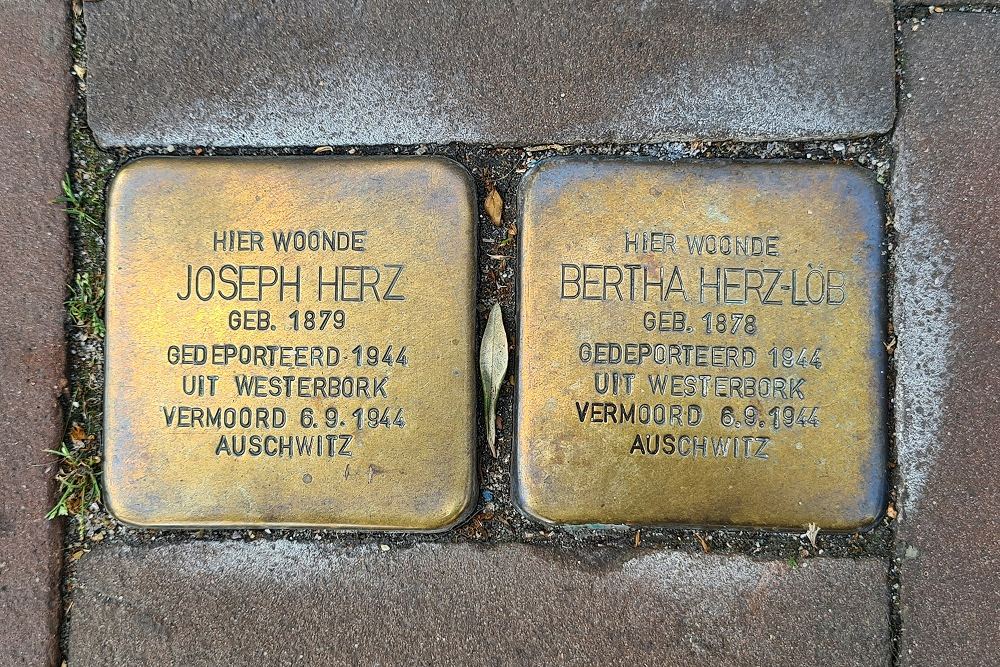 HIER WOONDE
JOSEPH HERZ
GEB. 1879
GEDEPORTEERD 1944
UIT WESTERBORK
VERMOORD 6.9.1944
AUSCHWITZ
HIER WOONDE
BERTHA HERZ-LÖB
GEB. 1878
GEDEPORTEERD 1944
UIT WESTERBORK
VERMOORD 6.9.1944
AUSCHWITZ